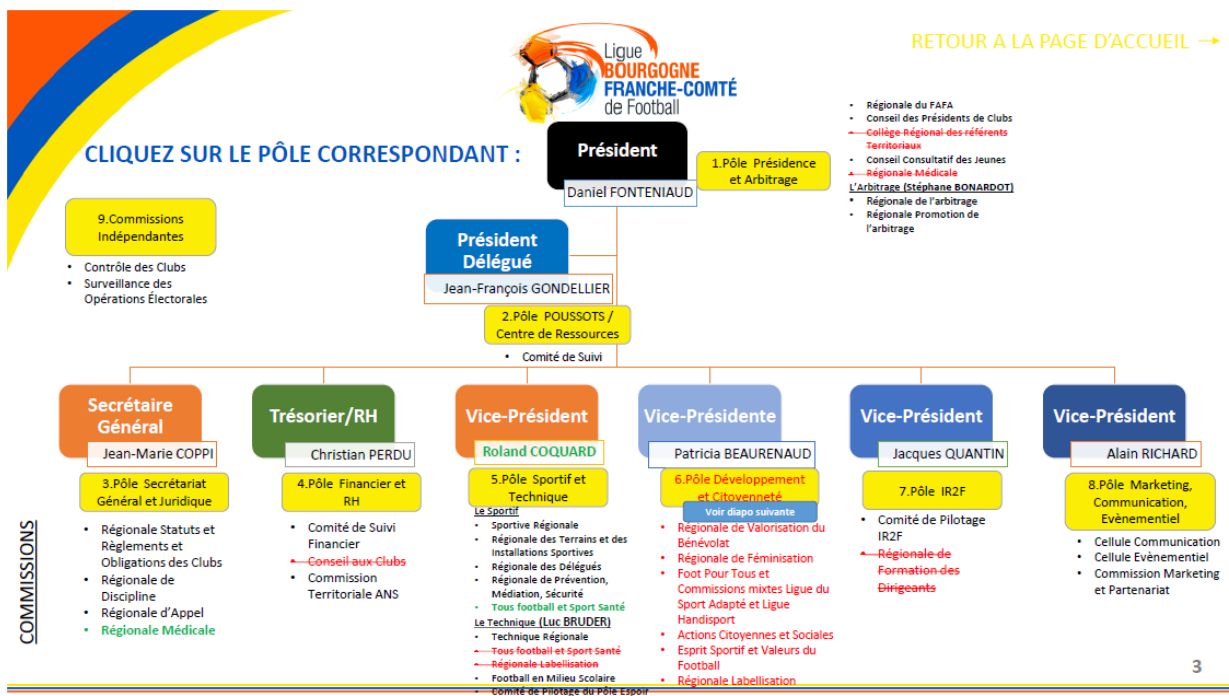 RETOUR A LA PAGE D'ACCUEIL →
Ligue
BOURGOGNE
FRANCHE-COMTÉ
de Football
CLIQUEZ SUR LE PÔLE CORRESPONDANT :
Président
Daniel FONTENIAUD
1.Pôle Présidence
et Arbitrage
• Régionale du FAFA
• Conseil des Présidents de Clubs
• Collège Régional des référents
Territoriaux
• Conseil Consultatif des Jeunes
• Régionale Médicale
L'Arbitrage (Stéphane BONARDOT)
• Régionale de l'arbitrage
• Régionale Promotion de
l'arbitrage
9.Commissions
Indépendantes
• Contrôle des Clubs
• Surveillance des
Opérations Électorales
Président
Délégué
Jean-François GONDELLIER
2.Pôle POUSSOTS /
Centre de Ressources
• Comité de Suivi
Secrétaire
Général
Jean-Marie COPPI
3.Pôle Secrétariat
Général et Juridique
• Régionale Statuts et
Règlements et
Obligations des Clubs
• Régionale de
Discipline
• Régionale d'Appel
• Régionale Médicale
Trésorier/RH
Christian PERDU
4.Pôle Financier et
RH
• Comité de Suivi
Financier
• Conseil aux Clubs
• Commission
Territoriale ANS
Vice-Président
Roland COQUARD
5.Pôle Sportif et
Technique
Le Sportif
• Sportive Régionale
• Régionale des Terrains et des
Installations Sportives
• Régionale des Délégués
• Régionale de Prévention,
Médiation, Sécurité
• Tous football et Sport Santé
Le Technique (Luc BRUDER)
• Technique Régionale
• Tous football et Sport Santé
• Régionale Labellisation
• Football en Milieu Scolaire
• Comité de Pilotage du Pôle Espoir
Vice-Présidente
Patricia BEAURENAUD
6.Pôle Développement
et Citoyenneté
Voir diapo suivante
• Régionale de Valorisation du
Bénévolat
• Régionale de Féminisation
• Foot Pour Tous et
Commissions mixtes Ligue du
Sport Adapté et Ligue
Handisport
• Actions Citoyennes et Sociales
• Esprit Sportif et Valeurs du
Football
• Régionale Labellisation
Vice-Président
Jacques QUANTIN
7.Pôle IR2F
• Comité de Pilotage
IR2F
• Régionale de
Formation des
Dirigeants
Vice-Président
Alain RICHARD
8.Pôle Marketing,
Communication,
Evènementiel
• Cellule Communication
• Cellule Evènementiel
• Commission Marketing
et Partenariat
COMMISSIONS
3